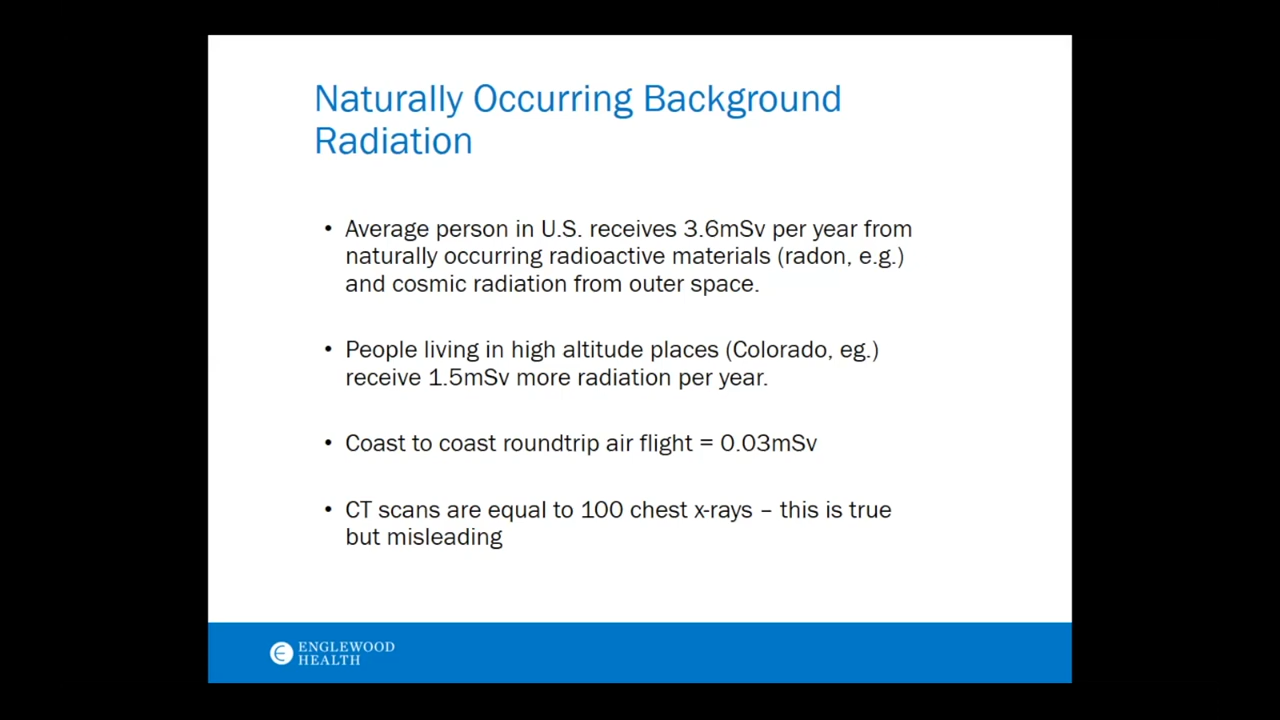 Naturally Occurring Background
Radiation
• Average person in U.S. receives 3.6mSv per year from
naturally occurring radioactive materials (radon, e.g.)
and cosmic radiation from outer space.
• People living in high altitude places (Colorado, eg.)
receive 1.5mSv more radiation per year.
• Coast to coast roundtrip air flight = 0.03mSv
• CT scans are equal to 100 chest x-rays – this is true
but misleading
ENGLEWOOD
HEALTH